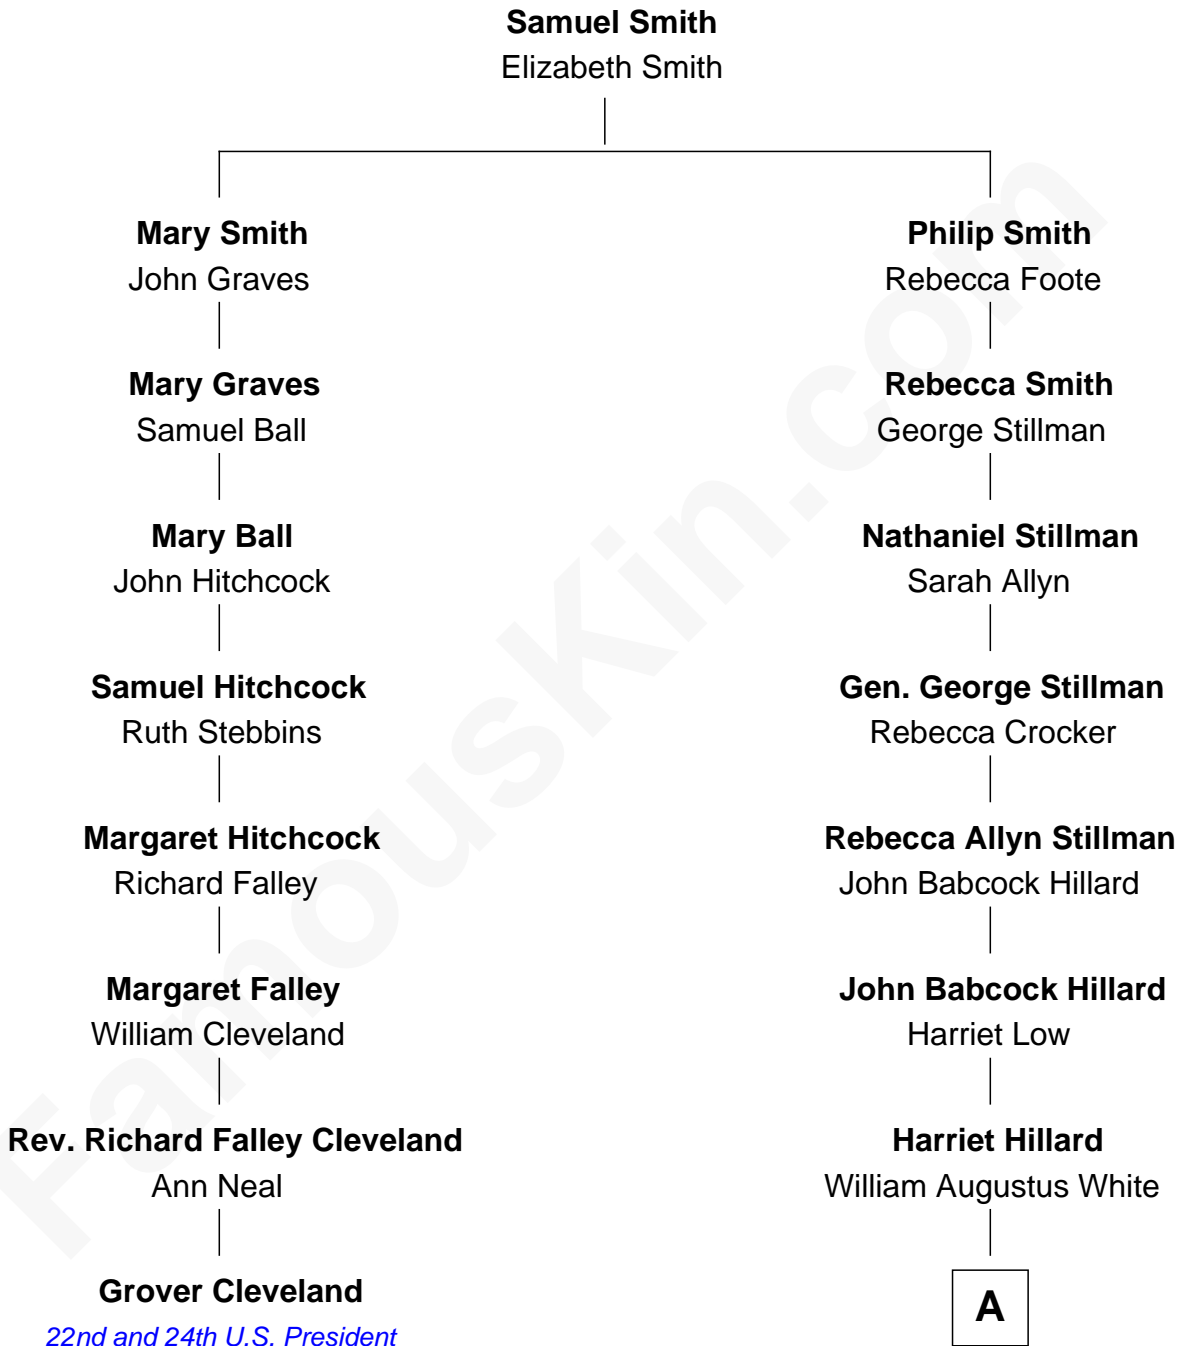 Samuel Smith
Elizabeth Smith
Mary Smith
John Graves
Philip Smith
Rebecca Foote
Mary Graves
Samuel Ball
Rebecca Smith
George Stillman
Mary Ball
John Hitchcock
Nathaniel Stillman
Sarah Allyn
Samuel Hitchcock
Ruth Stebbins
Gen. George Stillman
Rebecca Crocker
Margaret Hitchcock
Richard Falley
Rebecca Allyn Stillman
John Babcock Hillard
Margaret Falley
William Cleveland
John Babcock Hillard
Harriet Low
Rev. Richard Falley Cleveland
Ann Neal
Harriet Hillard
William Augustus White
Grover Cleveland
22nd and 24th U.S. President
A
FamousKin.com